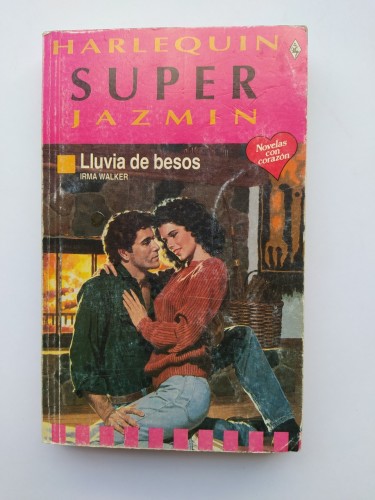 HARLEQUIN
SUPER
JAZMIN
Novelas
con
corazón
Lluvia de besos
IRMA WALKER